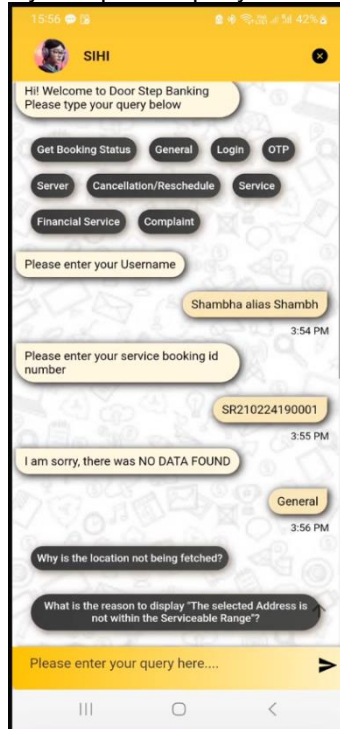 15:56
42%
SIHI
Hi! Welcome to Door Step Banking
Please type your query below
Get Booking Status General Login OTP
Server Cancellation/Reschedule Service
Financial Service Complaint
Please enter your Username
Shambha alias Shambh
3:54 PM
Please enter your service booking id
number
SR210224190001
3:55 PM
I am sorry, there was NO DATA FOUND
General
3:56 PM
Why is the location not being fetched?
What is the reason to display "The selected Address is
not within the Serviceable Range"?
Please enter your query here....